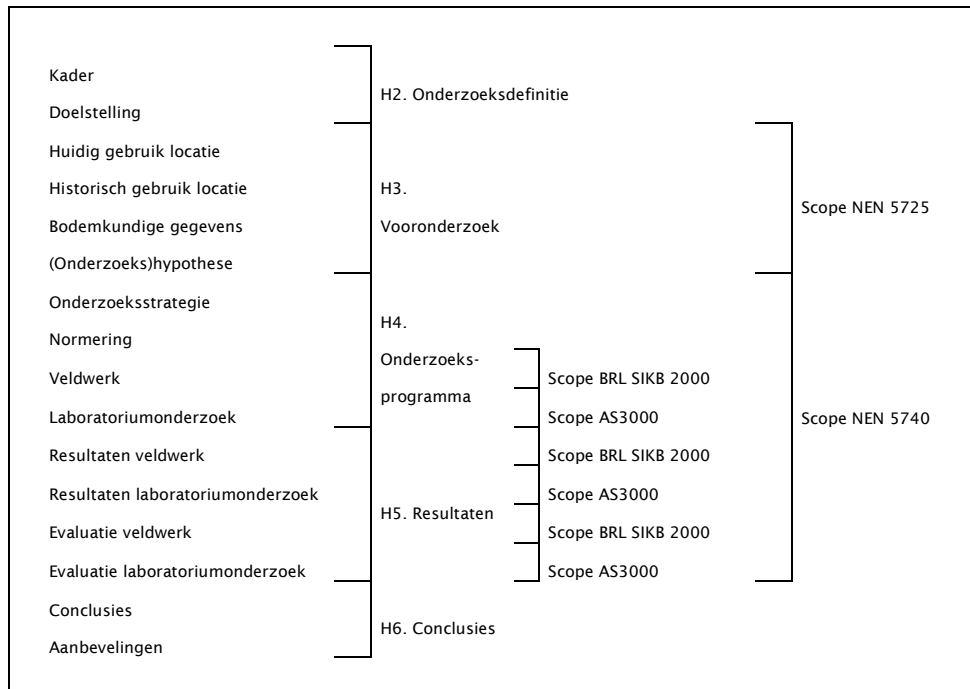 Kader
H2. Onderzoeksdefinitie
Doelstelling
Huidig gebruik locatie
Historisch gebruik locatie
H3.
Scope NEN 5725
Bodemkundige gegevens
Vooronderzoek
(Onderzoeks)hypothese
Onderzoeksstrategie
H4.
Normering
Onderzoeks-
Veldwerk
Scope BRL SIKB 2000
programma
Laboratoriumonderzoek
Scope AS3000
Scope NEN 5740
Resultaten veldwerk
Scope BRL SIKB 2000
Resultaten laboratoriumonderzoek
Scope AS3000
H5. Resultaten
Evaluatie veldwerk
Scope BRL SIKB 2000
Evaluatie laboratoriumonderzoek
Scope AS3000
Conclusies
H6. Conclusies
Aanbevelingen